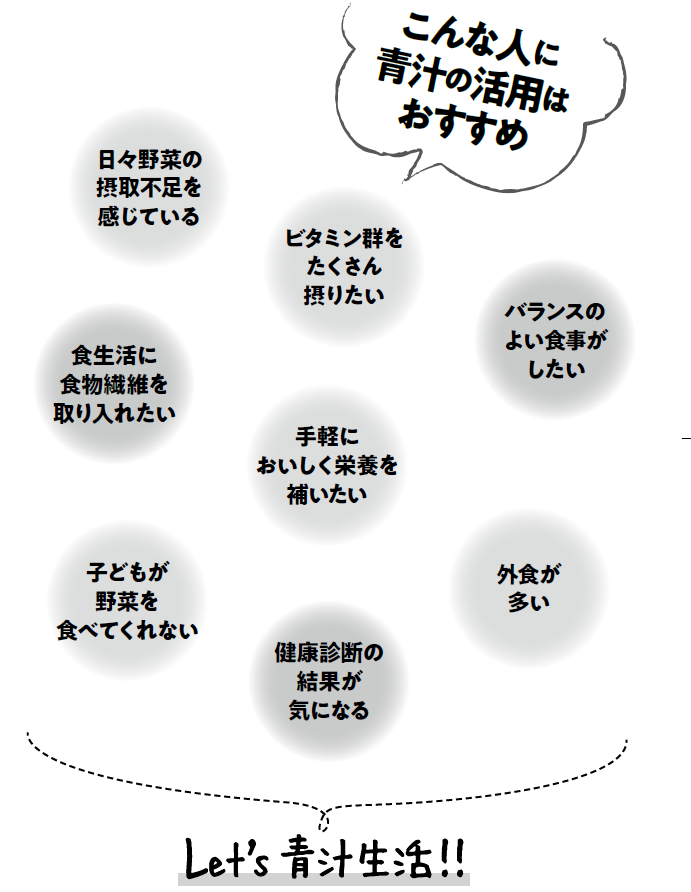 こんな人に
青汁の活用は
おすすめ
日々野菜の
摂取不足を
感じている
ビタミン群を
たくさん
摂りたい
バランスの
よい食事が
したい
食生活に
食物繊維を
取り入れたい
手軽に
おいしく栄養を
補いたい
子どもが
野菜を
食べてくれない
外食が
多い
健康診断の
結果が
気になる
Let's 青汁生活!!